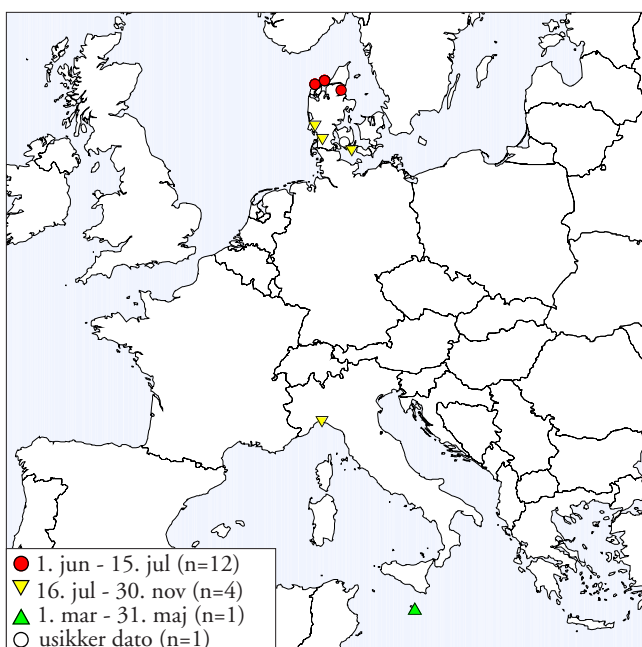 1. jun - 15. jul (n=12)
16. jul - 30. nov (n=4)
1. mar - 31. maj (n=1)
usikker dato (n=1)